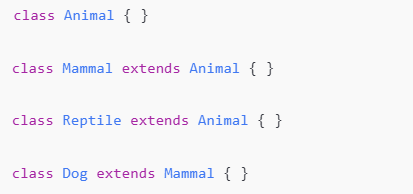 class Animal { }
class Mammal extends Animal { }
class Reptile extends Animal { }
class Dog extends Mammal { }